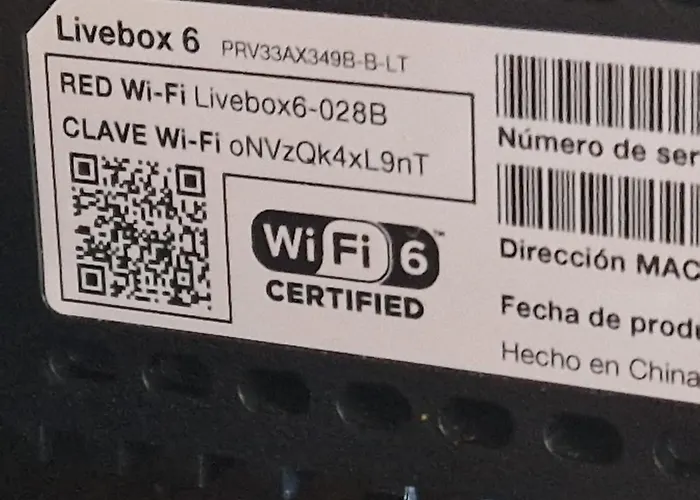 Livebox 6 PRV33AX349B-B-LT
RED Wi-Fi Livebox6-028B
CLAVE Wi-Fi oNVzQk4xL9nT
Wi Fi 6 ™
CERTIFIED
Número de ser
Dirección MAC
Fecha de produ
Hecho en China